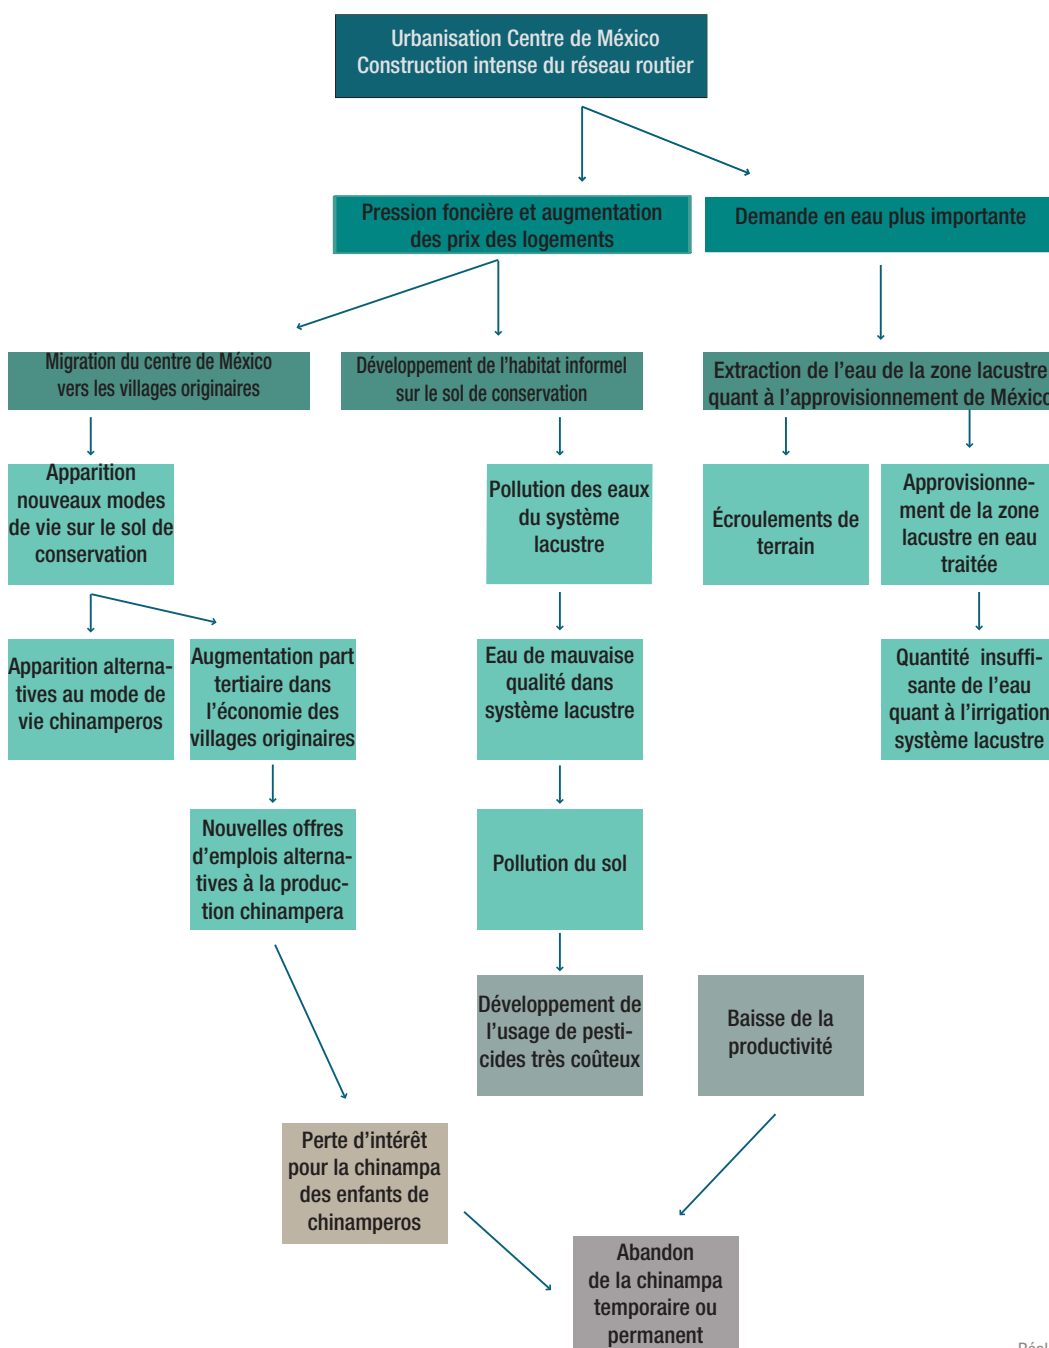 Urbanisation Centre de México
Construction intense du réseau routier
Pression foncière et augmentation
des prix des logements
Demande en eau plus importante
Migration du centre de México
vers les villages originaires
Développement de l'habitat informel
sur le sol de conservation
Extraction de l'eau de la zone lacustre
quant à l'approvisionnement de México
Apparition
nouveaux modes
de vie sur le sol de
conservation
Pollution des eaux
du système
lacustre
Écroulements de
terrain
Approvisionne-
ment de la zone
lacustre en eau
traitée
Apparition alterna-
tives au mode de
vie chinamperos
Augmentation part
tertiaire dans
l'économie des
villages originaires
Eau de mauvaise
qualité dans
système lacustre
Quantité insuffi-
sante de l'eau
quant à l'irrigation
système lacustre
Nouvelles offres
d'emplois alterna-
tives à la produc-
tion chinampera
Pollution du sol
Développement de
l'usage de pesti-
cides très coûteux
Baisse de la
productivité
Perte d'intérêt
pour la chinampa
des enfants de
chinamperos
Abandon
de la chinampa
temporaire ou
permanent